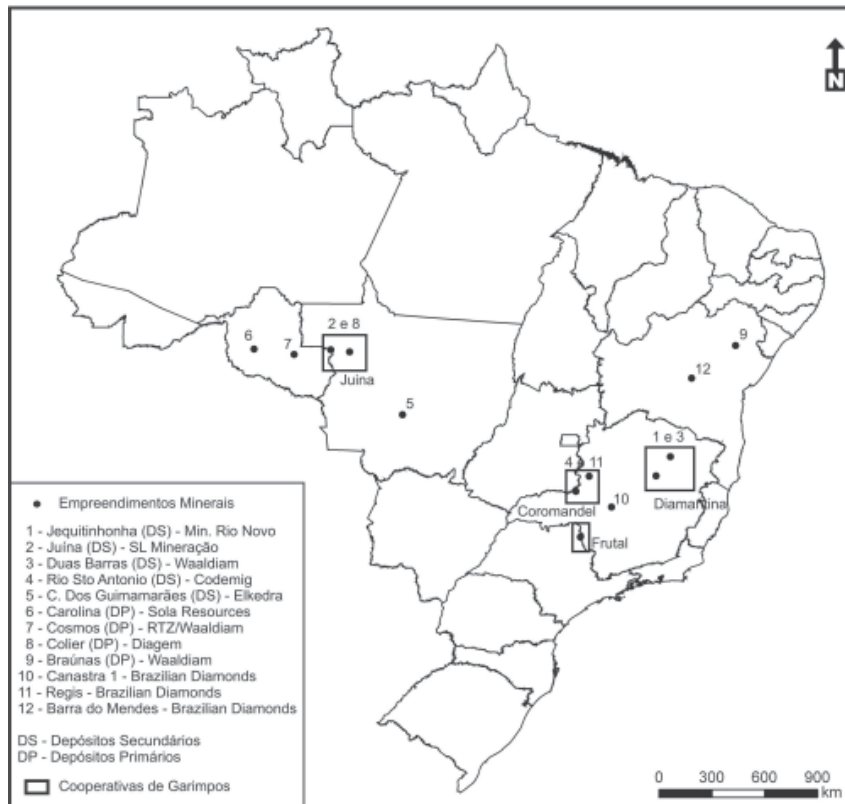 N
9
2 e 8
6
7
Juína
12
5
1 e 3
4 e 11
10
Diamantina
Coromandel
Frutal
Empreendimentos Minerais
1 - Jequitinhonha (DS) - Min. Rio Novo
2 - Juína (DS) - SL Mineração
3 - Duas Barras (DS) - Waaldiam
4 - Rio Sto Antonio (DS) - Codemig
5 - C. Dos Guimamarães (DS) - Elkedra
6 - Carolina (DP) - Sola Resources
7 - Cosmos (DP) - RTZ/Waaldiam
8 - Colier (DP) - Diagem
9 - Braúnas (DP) - Waaldiam
10 - Canastra 1 - Brazilian Diamonds
11 - Regis - Brazilian Diamonds
12 - Barra do Mendes - Brazilian Diamonds
DS - Depósitos Secundários
DP - Depósitos Primários
Cooperativas de Garimpos
0 300 600 900
km